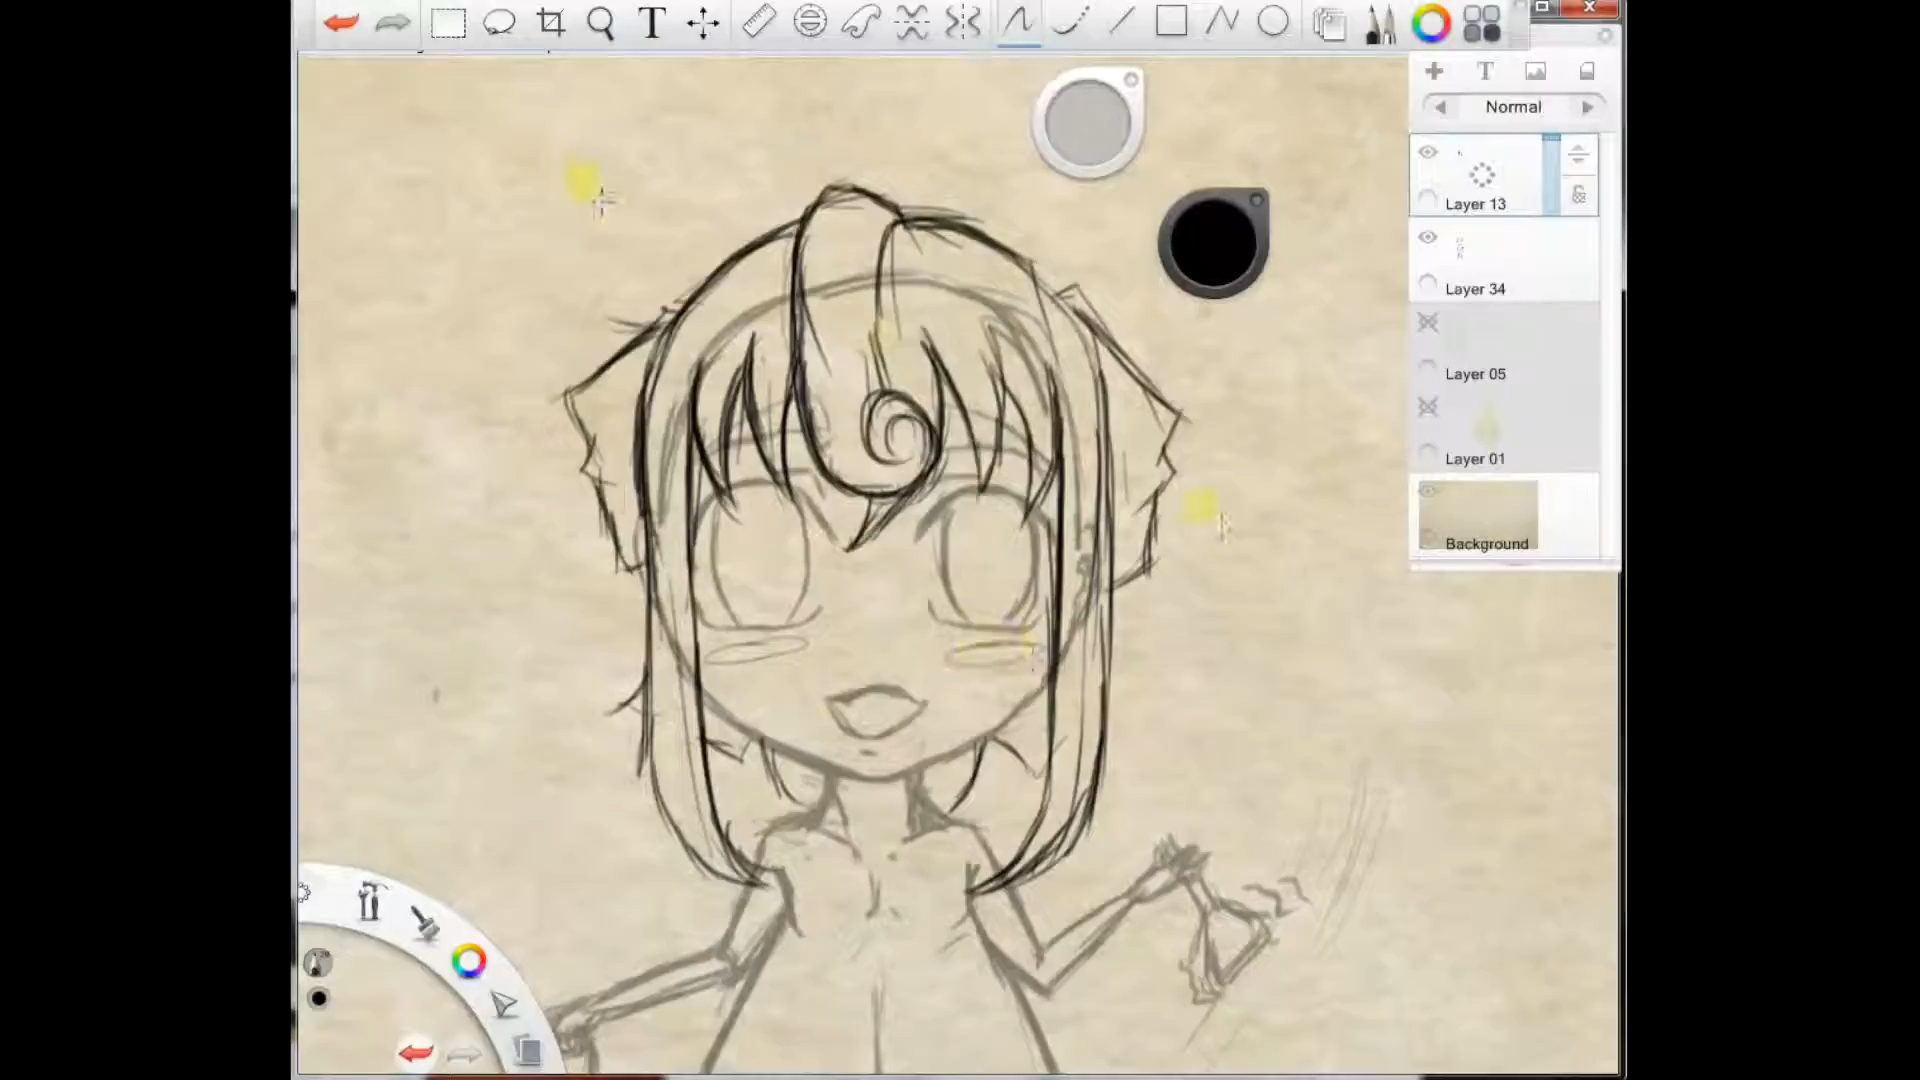 T
T
Normal
Layer 13
Layer 34
Layer 05
Layer 01
Background